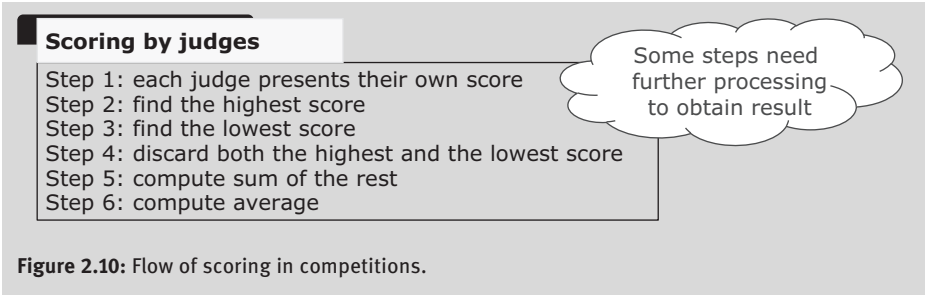 Scoring by judges
Step 1: each judge presents their own score
Step 2: find the highest score
Step 3: find the lowest score
Step 4: discard both the highest and the lowest score
Step 5: compute sum of the rest
Step 6: compute average
Some steps need
further processing
to obtain result
Figure 2.10: Flow of scoring in competitions.